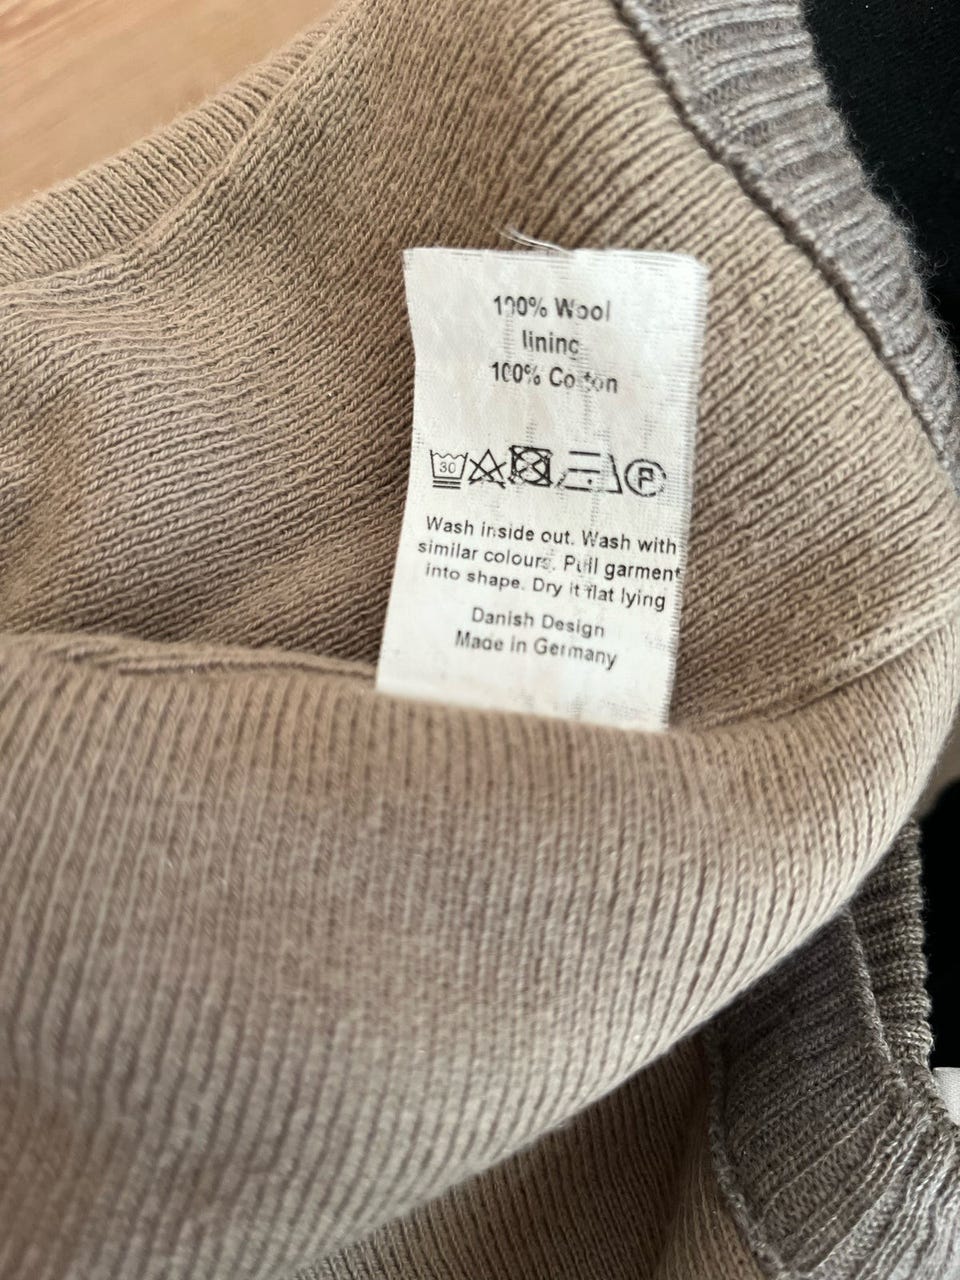 100% Wool
lining
100% Cotton
30 P
Wash inside out. Wash with
similar colours. Pull garment
into shape. Dry it flat lying
Danish Design
Made in Germany